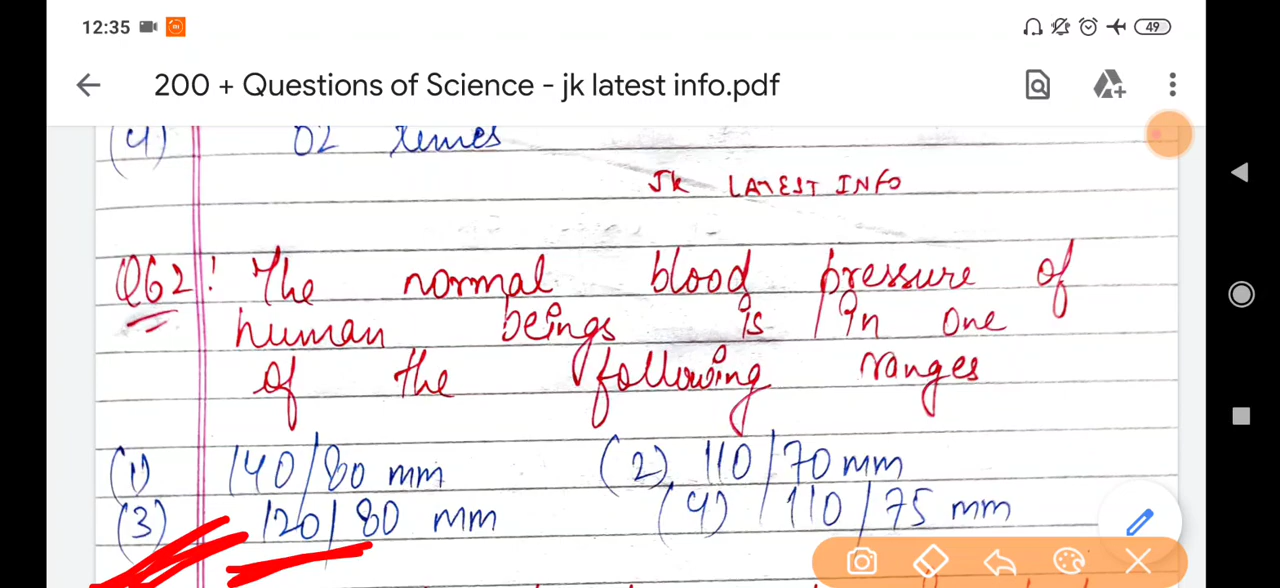 12:35
49
200 + Questions of Science - jk latest info.pdf
(4) 02 times
Jk LATEST INFO
Q62! The normal blood pressure of
human beings is / in one
of the following ranges
(1) 140/80 mm (2) 110/70 mm
(3) 120/80 mm (4) 110/75 mm